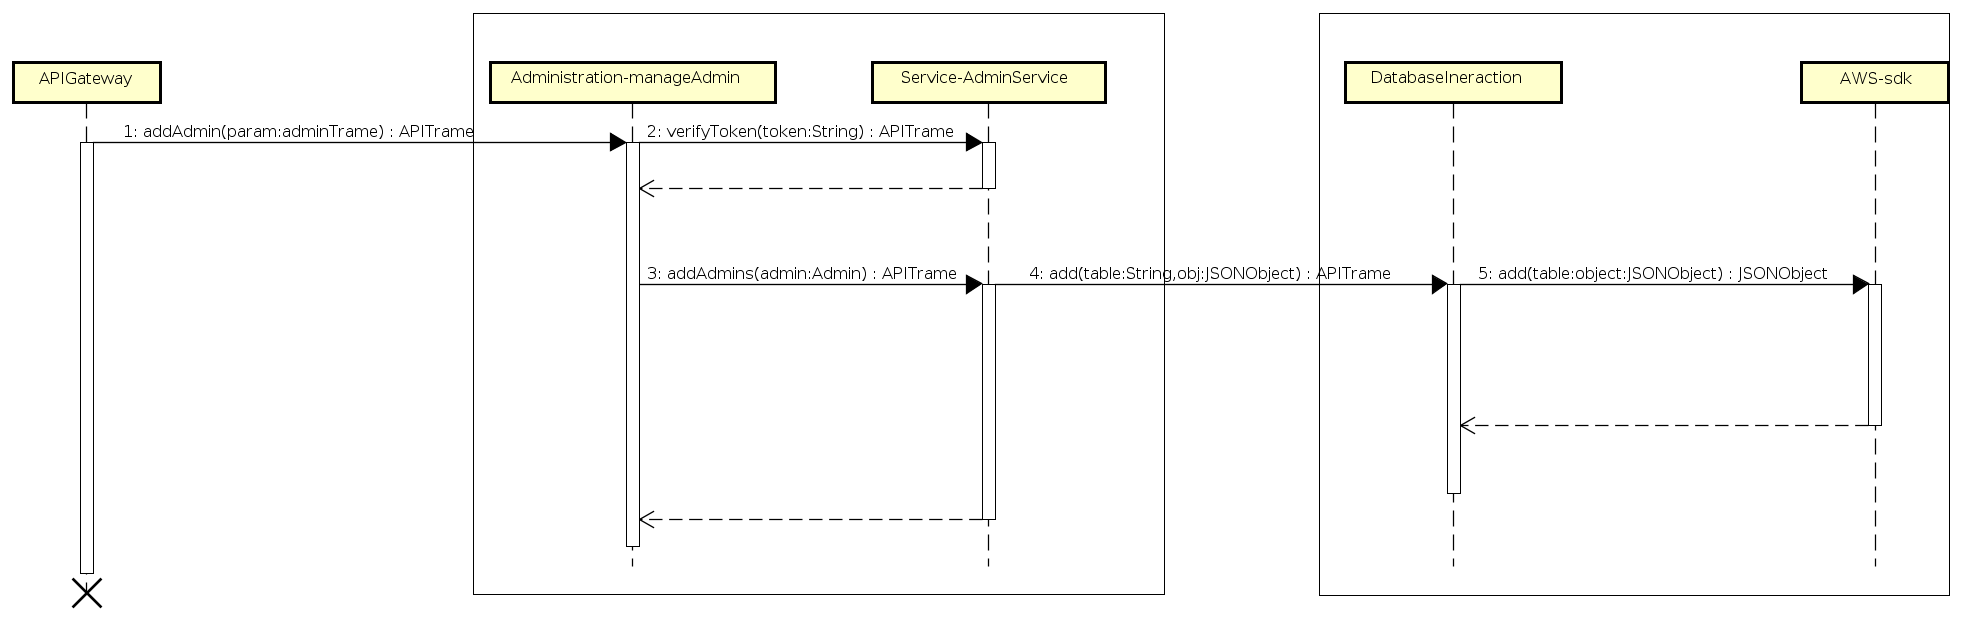 APIGateway
Administration-manageAdmin
Service-AdminService
DatabaseIneraction
AWS-sdk
1: addAdmin(param:adminTrame) : APITrame
2: verifyToken(token:String) : APITrame
3: addAdmins(admin:Admin) : APITrame
4: add(table:String,obj:JSONObject) : APITrame
5: add(table:object:JSONObject) : JSONObject